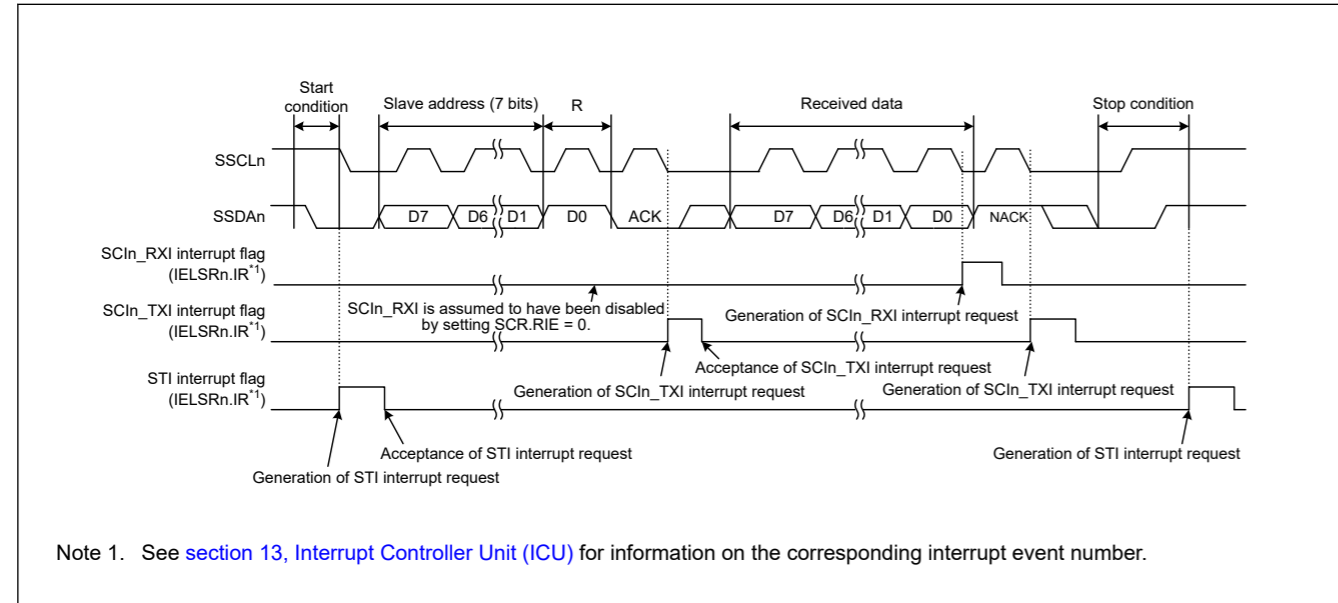 Start
condition
Slave address (7 bits)
R
Received data
Stop condition
SSCLn
SSDAn
D7
D6
D1
D0
ACK
D7
D6
D1
D0
NACK
SCIn_RXI interrupt flag
(IELSRn.IR*1)
SCIn_RXI is assumed to have been disabled
by setting SCR.RIE = 0.
Generation of SCIn_RXI interrupt request
SCIn_TXI interrupt flag
(IELSRn.IR*1)
Acceptance of SCIn_TXI interrupt request
Generation of SCIn_TXI interrupt request
Generation of SCIn_TXI interrupt request
STI interrupt flag
(IELSRn.IR*1)
Acceptance of STI interrupt request
Generation of STI interrupt request
Generation of STI interrupt request
Note 1. See section 13, Interrupt Controller Unit (ICU) for information on the corresponding interrupt event number.